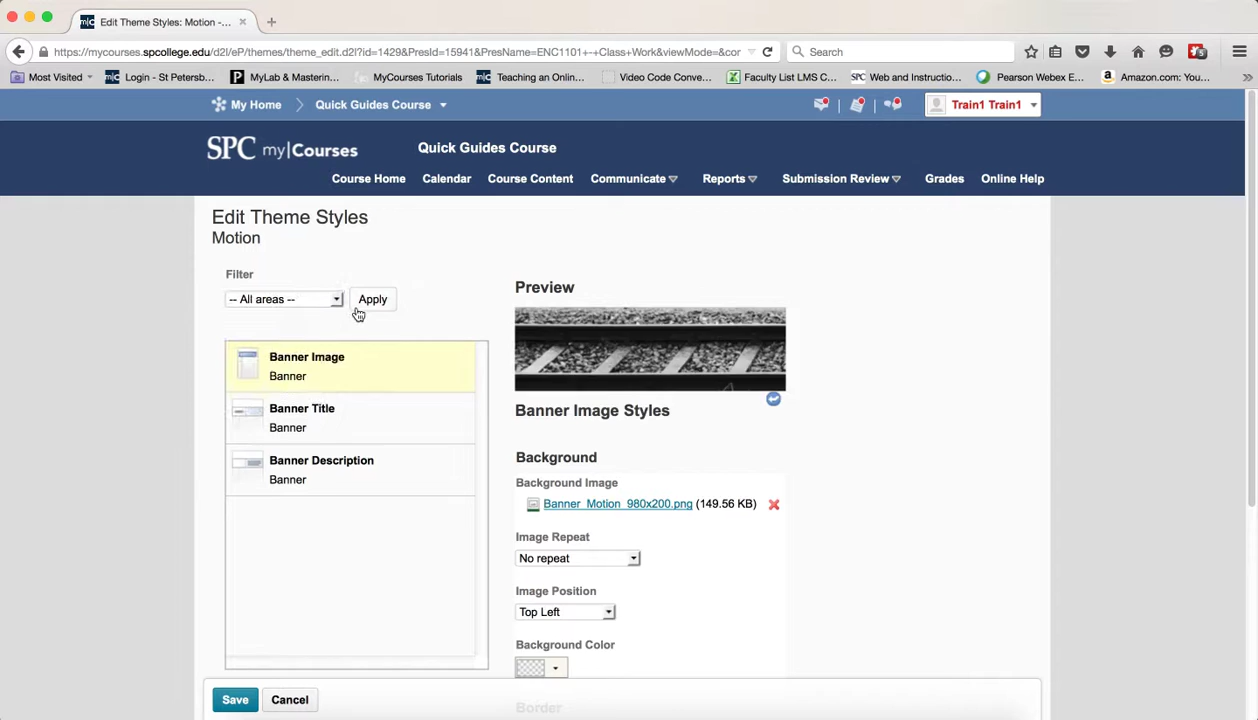 Edit Theme Styles: Motion -...
https://mycourses.spcollege.edu/d2l/eP/themes/theme_edit.d2l?id=1429&PresId=15941&PresName=ENC1101+-+Class+Work&viewMode=&cor
Search
Most Visited
Login - St Petersb...
MyLab & Mastering...
MyCourses Tutorials
Teaching an Onlin...
Video Code Conve...
Faculty List LMS C...
SPC Web and Instructio...
Pearson Webex E...
Amazon.com: You...
My Home
Quick Guides Course
Train1 Train1
SPC my|Courses
Quick Guides Course
Course Home
Calendar
Course Content
Communicate
Reports
Submission Review
Grades
Online Help
Edit Theme Styles
Motion
Filter
-- All areas --
Apply
Banner Image
Banner
Banner Title
Banner
Banner Description
Banner
Preview
Banner Image Styles
Background
Background Image
Banner_Motion_980x200.png (149.56 KB)
Image Repeat
No repeat
Image Position
Top Left
Background Color
Border
Save
Cancel